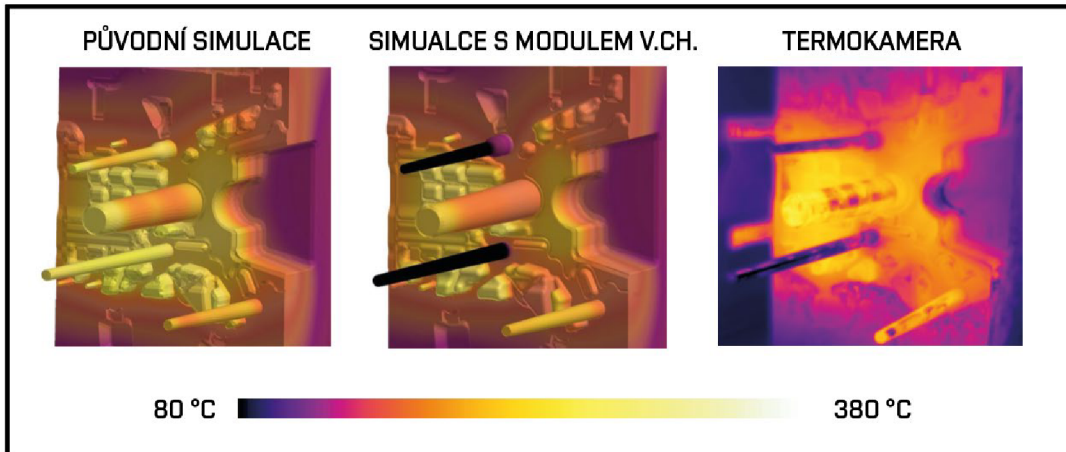 PŮVODNÍ SIMULACE
SIMUALCE S MODULEM V.CH.
TERMOKAMERA
80 °C
380 °C